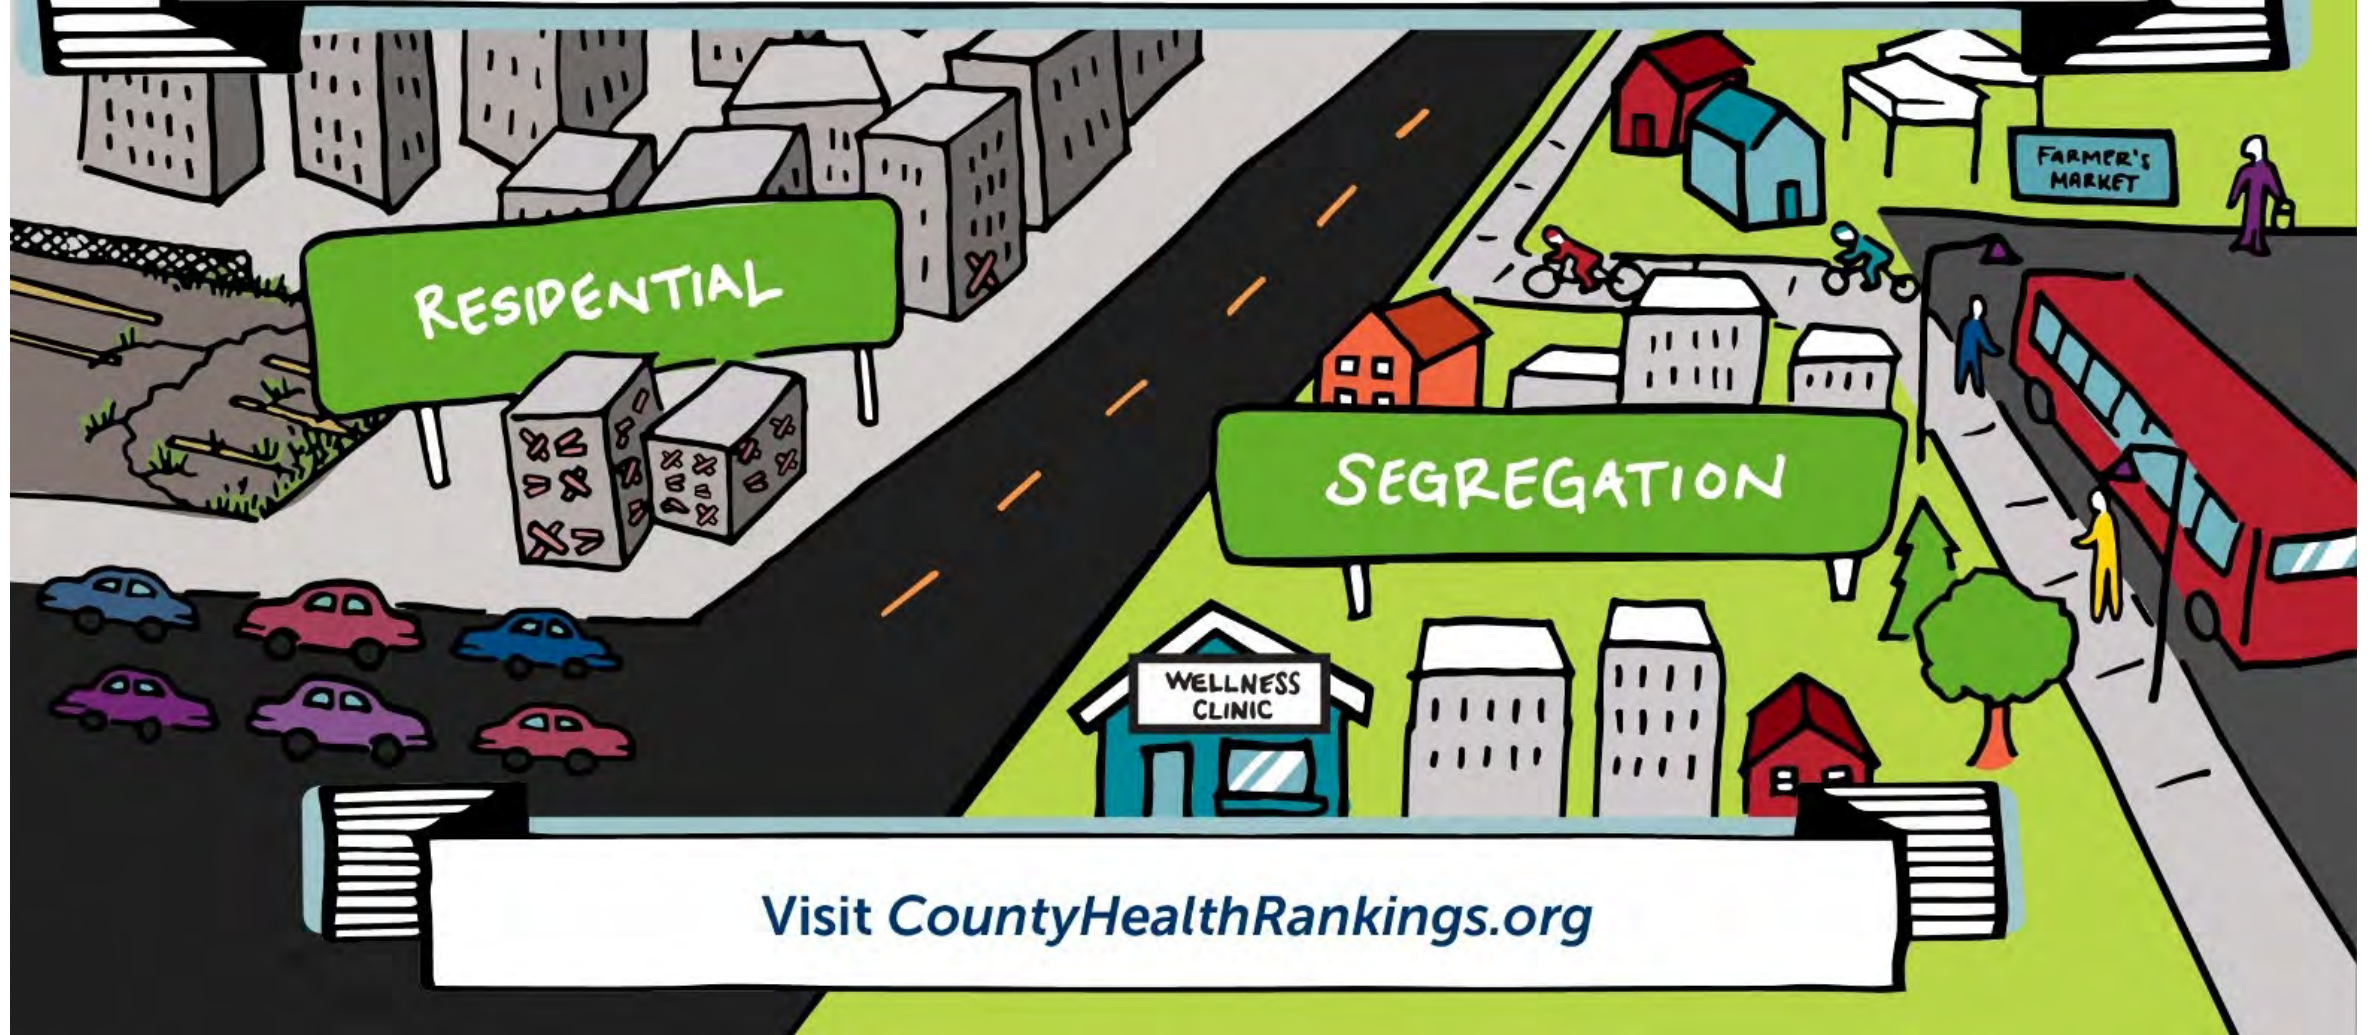 FARMER'S
MARKET
RESIDENTIAL
SEGREGATION
WELLNESS
CLINIC
Visit CountyHealthRankings.org